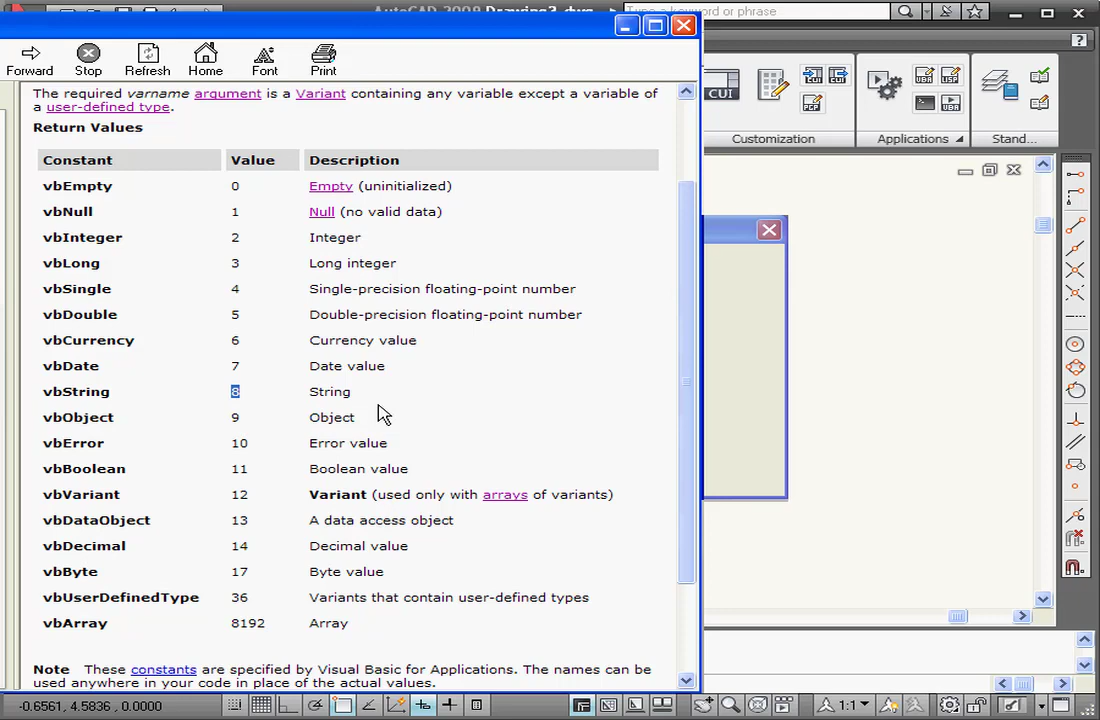 AutoCAD 2009 Drawing3.dwg
Type a keyword or phrase
Forward
Stop
Refresh
Home
Font
Print
CUI
Customization
Applications
Stand...
The required varname argument is a Variant containing any variable except a variable of
a user-defined type.
Return Values
Constant Value Description
vbEmpty 0 Empty (uninitialized)
vbNull 1 Null (no valid data)
vbInteger 2 Integer
vbLong 3 Long integer
vbSingle 4 Single-precision floating-point number
vbDouble 5 Double-precision floating-point number
vbCurrency 6 Currency value
vbDate 7 Date value
vbString 8 String
vbObject 9 Object
vbError 10 Error value
vbBoolean 11 Boolean value
vbVariant 12 Variant (used only with arrays of variants)
vbDataObject 13 A data access object
vbDecimal 14 Decimal value
vbByte 17 Byte value
vbUserDefinedType 36 Variants that contain user-defined types
vbArray 8192 Array
Note These constants are specified by Visual Basic for Applications. The names can be
used anywhere in your code in place of the actual values.
-0.6561, 4.5836, 0.0000
1:1